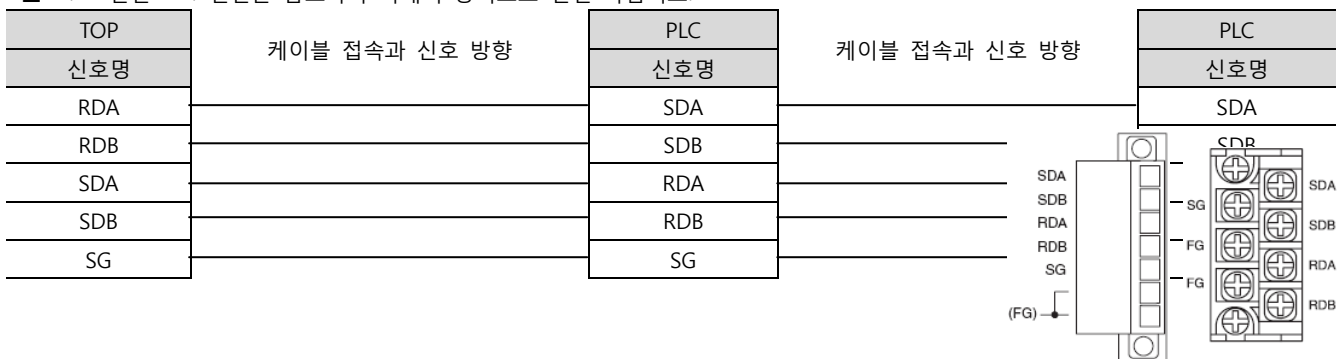 TOP 케이블 접속과 신호 방향 PLC 케이블 접속과 신호 방향 PLC
신호명 신호명 신호명
RDA SDA SDA
RDB SDB SDB
SDA RDA
SDB RDB
SG SG
SDA
SDB
RDA
RDB
SG
(FG)
SG
FG
FG
SDA
SDB
RDA
RDB